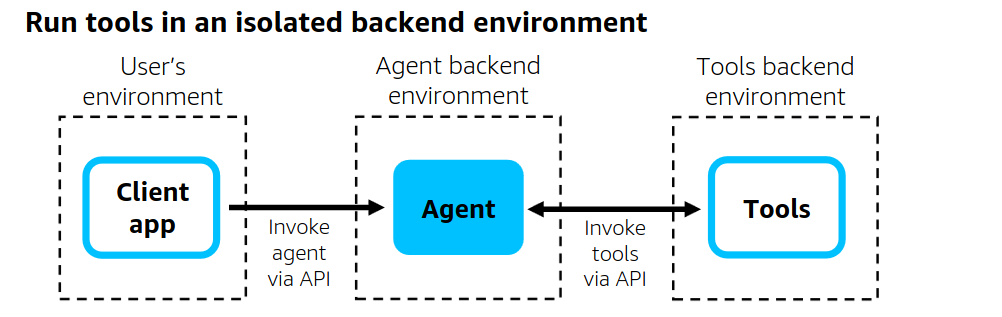 Run tools in an isolated backend environment
User's
environment
Agent backend
environment
Tools backend
environment
Client
app
Invoke
agent
via API
Agent
Invoke
tools
via API
Tools